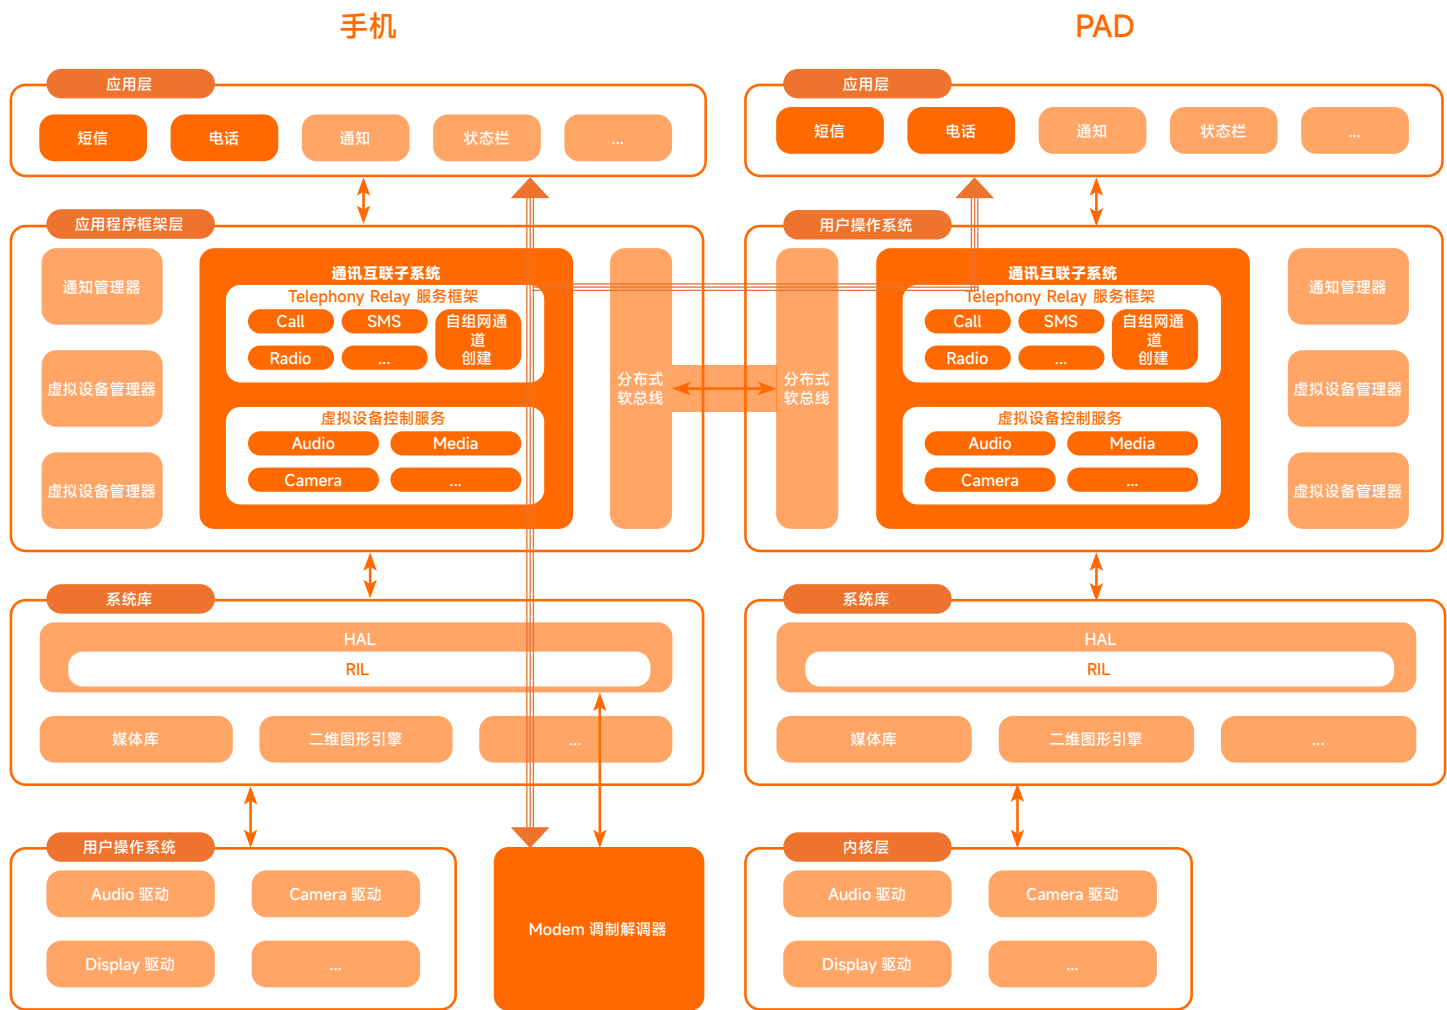 手机
应用层
短信
电话
通知
状态栏
...
应用程序框架层
通知管理器
虚拟设备管理器
虚拟设备管理器
通讯互联子系统
Telephony Relay 服务框架
Call
SMS
自组网通
道
创建
Radio
...
虚拟设备控制服务
Audio
Media
Camera
...
分布式
软总线
系统库
HAL
RIL
媒体库
二维图形引擎
...
用户操作系统
Audio 驱动
Camera 驱动
Display 驱动
...
Modem 调制解调器
PAD
应用层
短信
电话
通知
状态栏
...
用户操作系统
分布式
软总线
通讯互联子系统
Telephony Relay 服务框架
Call
SMS
自组网通
道
创建
Radio
...
虚拟设备控制服务
Audio
Media
Camera
...
通知管理器
虚拟设备管理器
虚拟设备管理器
系统库
HAL
RIL
媒体库
二维图形引擎
...
内核层
Audio 驱动
Camera 驱动
Display 驱动
...